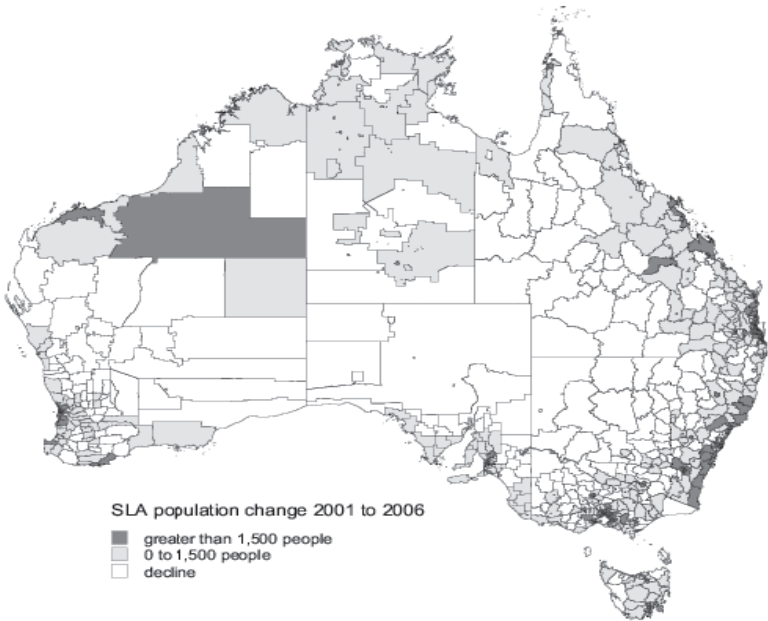 SLA population change 2001 to 2006
greater than 1,500 people
0 to 1,500 people
decline